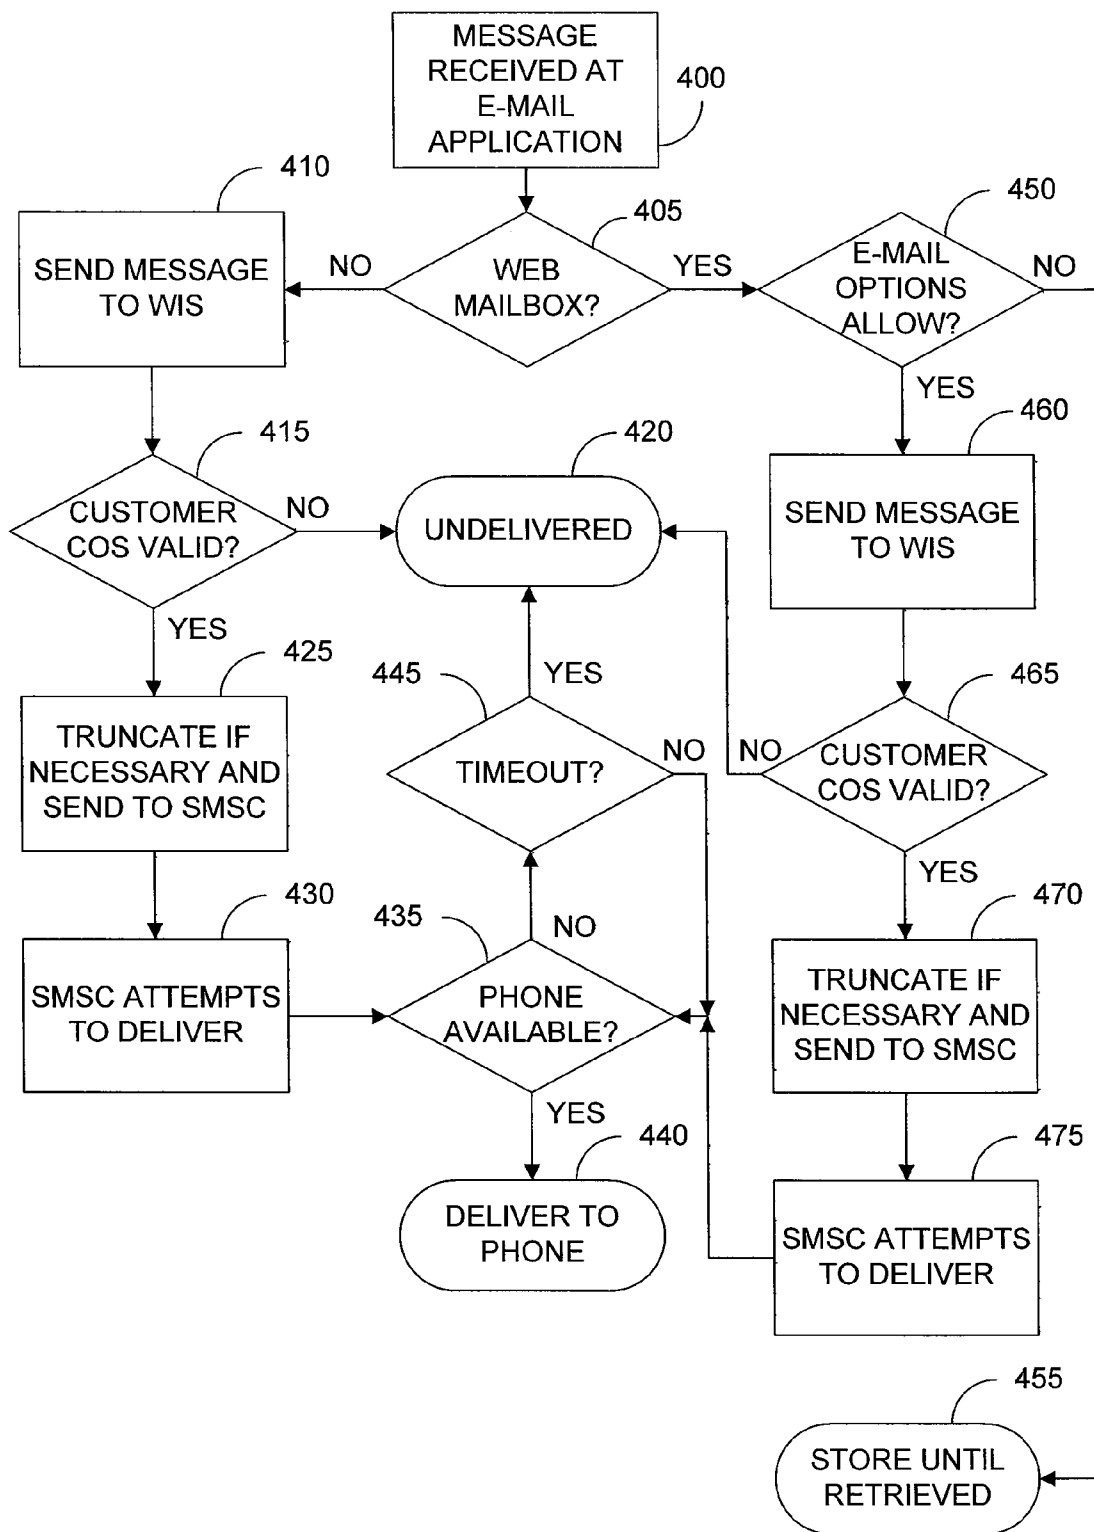 MESSAGE
RECEIVED AT
E-MAIL
APPLICATION
400
410
405
450
SEND MESSAGE
TO WIS
NO
WEB
MAILBOX?
YES
E-MAIL
OPTIONS
ALLOW?
NO
YES
415
420
460
CUSTOMER
COS VALID?
NO
UNDELIVERED
SEND MESSAGE
TO WIS
YES
425
445
YES
465
TRUNCATE IF
NECESSARY AND
SEND TO SMSC
TIMEOUT?
NO
NO
CUSTOMER
COS VALID?
YES
430
435
NO
470
SMSC ATTEMPTS
TO DELIVER
PHONE
AVAILABLE?
TRUNCATE IF
NECESSARY AND
SEND TO SMSC
YES
440
475
DELIVER TO
PHONE
SMSC ATTEMPTS
TO DELIVER
455
STORE UNTIL
RETRIEVED